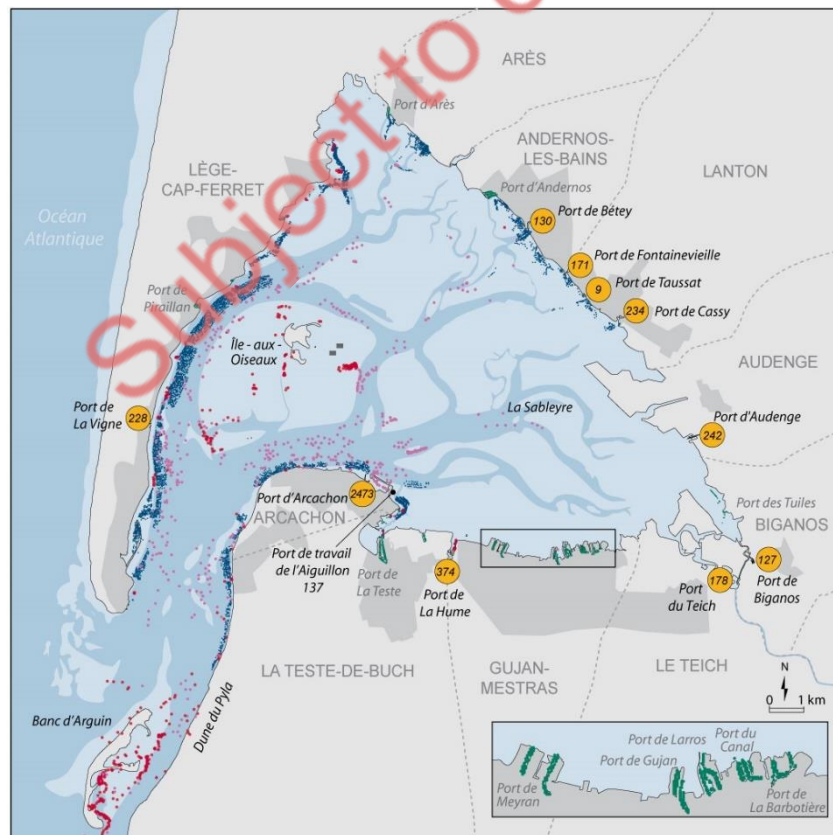 Subject to
ARÈS
Port d'Arès
ANDERNOS-
LES-BAINS
LANTON
LÈGE-
CAP-FERRET
Port d'Andernos
Océan
Atlantique
130
Port de Bétey
171
Port de Fontainevieille
9
Port de Taussat
234
Port de Cassy
Port de
Piraillan
Île - aux -
Oiseaux
AUDENGE
Port de
La Vigne
228
La Sableyre
242
Port d'Audenge
Port d'Arcachon
2473
ARCACHON
Port des Tuiles
BIGANOS
Port de travail
de l'Aiguillon
137
Port de
La Teste
374
Port de
La Hume
Port
du Teich
178
127
Port de
Biganos
LA TESTE-DE-BUCH
GUJAN-
MESTRAS
LE TEICH
N
0 1 km
Banc d'Arguin
Dune du Pyla
Port de Larros
Port du
Canal
Port de Gujan
Port de
Meyran
Port de
La Barbotière